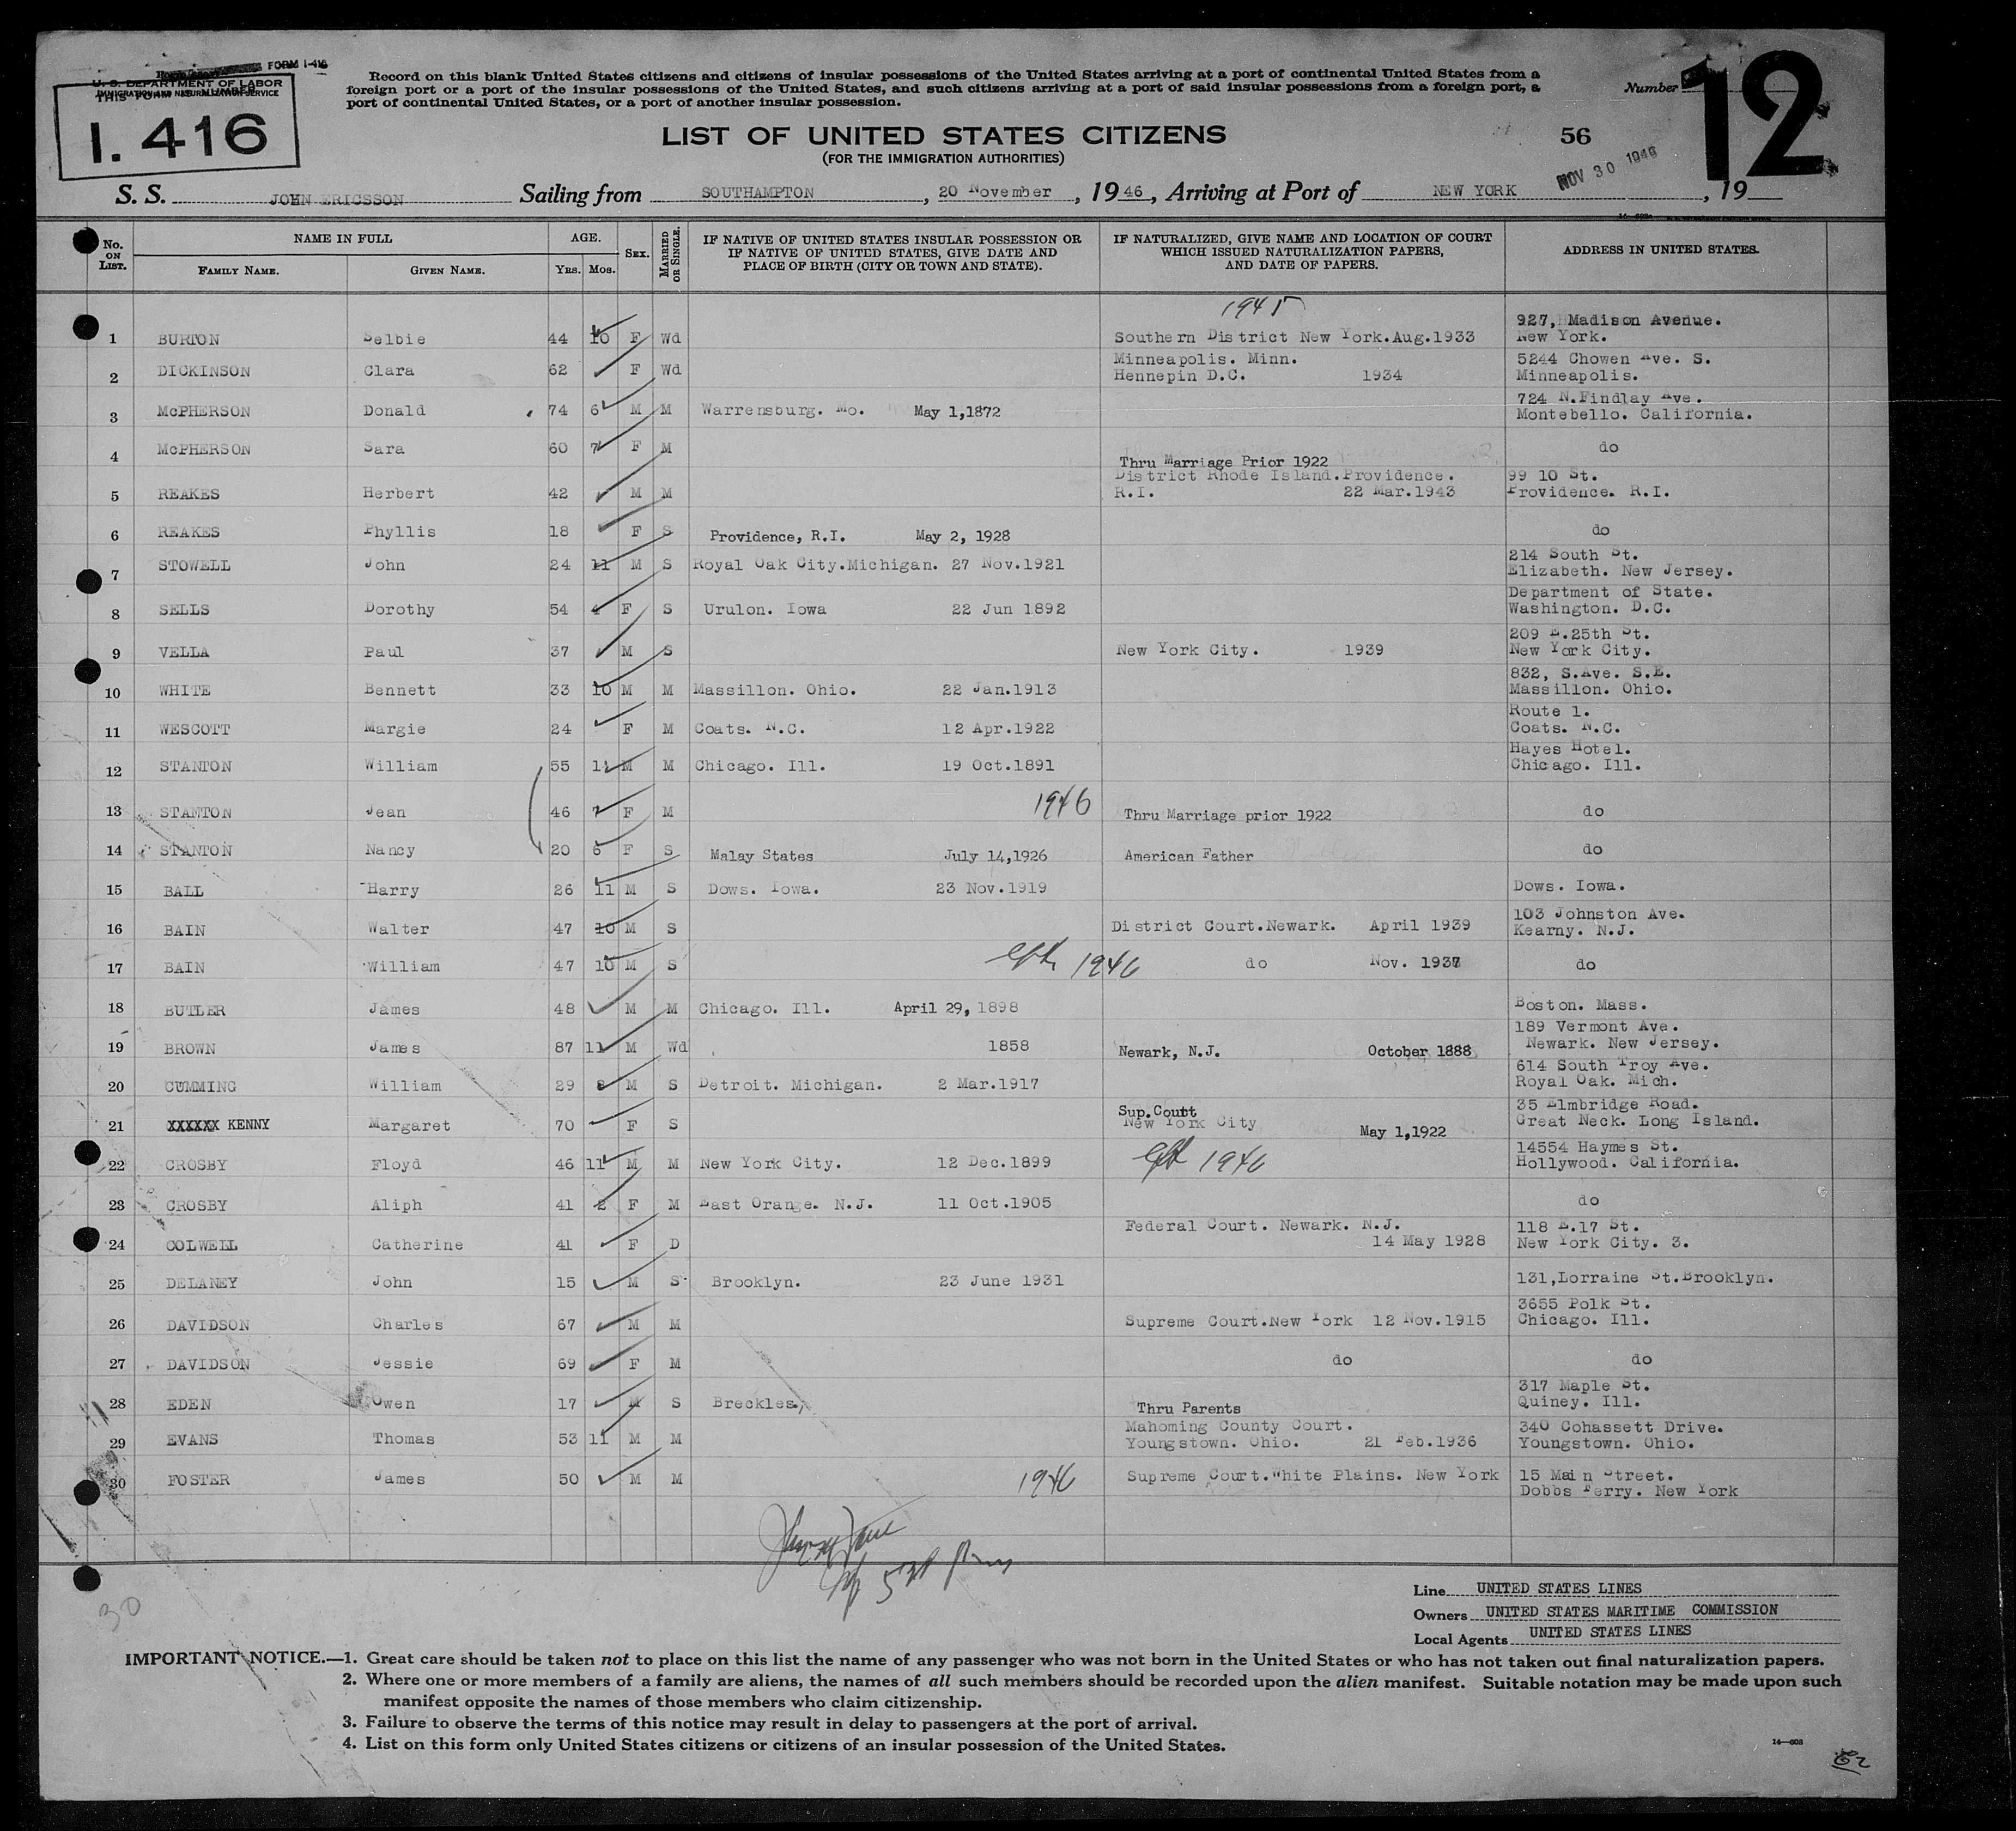 FORM I-416
U. S. DEPARTMENT OF LABOR
IMMIGRATION AND NATURALIZATION SERVICE
THIS FORM NUMBER
I. 416
Record on this blank United States citizens and citizens of insular possessions of the United States arriving at a port of continental United States from a
foreign port or a port of the insular possessions of the United States, and such citizens arriving at a port of said insular possessions from a foreign port, a
port of continental United States, or a port of another insular possession.
Number 12
LIST OF UNITED STATES CITIZENS
56
(FOR THE IMMIGRATION AUTHORITIES)
NOV 30 1946
S. S. JOHN ERICSSON Sailing from SOUTHAMPTON, 20 November, 1946, Arriving at Port of NEW YORK, 19
No. ON LIST. NAME IN FULL AGE. SEX. MARRIED OR SINGLE. IF NATIVE OF UNITED STATES INSULAR POSSESSION OR IF NATIVE OF UNITED STATES, GIVE DATE AND PLACE OF BIRTH (CITY OR TOWN AND STATE). IF NATURALIZED, GIVE NAME AND LOCATION OF COURT WHICH ISSUED NATURALIZATION PAPERS, AND DATE OF PAPERS. ADDRESS IN UNITED STATES.
FAMILY NAME. GIVEN NAME. YRS. MOS.
1945
1 BURTON Selbie 44 10 F Wd Southern District New York.Aug.1933 927, Madison Avenue. New York.
2 DICKINSON Clara 62 F Wd Minneapolis. Minn. Hennepin D.C. 1934 5244 Chowen Ave. S. Minneapolis.
3 McPHERSON Donald 74 6 M M Warrensburg. Mo. May 1,1872 724 N.Findlay Ave. Montebello. California.
4 McPHERSON Sara 60 7 F M Thru Marriage Prior 1922 do
5 REAKES Herbert 42 M M District Rhode Island.Providence. R.I. 22 Mar.1943 99 10 St. Providence. R.I.
6 REAKES Phyllis 18 F S Providence, R.I. May 2, 1928 do
7 STOWELL John 24 11 M S Royal Oak City.Michigan. 27 Nov.1921 214 South St. Elizabeth. New Jersey.
8 SELLS Dorothy 54 4 F S Urulon. Iowa 22 Jun 1892 Department of State. Washington. D.C.
9 VELLA Paul 37 M S New York City. 1939 209 E.25th St. New York City.
10 WHITE Bennett 33 10 M M Massillon. Ohio. 22 Jan.1913 832, S.Ave. S.E. Massillon. Ohio.
11 WESCOTT Margie 24 F M Coats. N.C. 12 Apr.1922 Route 1. Coats. N.C.
12 STANTON William 55 11 M M Chicago. Ill. 19 Oct.1891 Hayes Hotel. Chicago. Ill.
13 STANTON Jean 46 7 F M 1946 Thru Marriage prior 1922 do
14 STANTON Nancy 20 6 F S Malay States July 14,1926 American Father do
15 BALL Harry 26 11 M S Dows. Iowa. 23 Nov.1919 Dows. Iowa.
16 BAIN Walter 47 10 M S District Court.Newark. April 1939 103 Johnston Ave. Kearny. N.J.
17 BAIN William 47 10 M S 1946 do Nov. 1937 do
18 BUTLER James 48 M M Chicago. Ill. April 29, 1898 Boston. Mass.
19 BROWN James 87 11 M Wd 1858 Newark, N.J. October 1888 189 Vermont Ave. Newark. New Jersey.
20 CUMMING William 29 8 M S Detroit. Michigan. 2 Mar.1917 614 South Troy Ave. Royal Oak. Mich.
21 XXXXXX KENNY Margaret 70 F S Sup.Coutt New York City May 1,1922 35 Elmbridge Road. Great Neck. Long Island.
22 CROSBY Floyd 46 11 M M New York City. 12 Dec.1899 1946 14554 Haymes St. Hollywood. California.
23 CROSBY Aliph 41 2 F M East Orange. N.J. 11 Oct.1905 do
24 COLWELL Catherine 41 F D Federal Court. Newark. N.J. 14 May 1928 118 E.17 St. New York City. 3.
25 DELANEY John 15 M S Brooklyn. 23 June 1931 131,Lorraine St.Brooklyn.
26 DAVIDSON Charles 67 M M Supreme Court.New York 12 Nov.1915 3655 Polk St. Chicago. Ill.
27 DAVIDSON Jessie 69 F M do do
28 EDEN Owen 17 M S Breckles, Thru Parents 317 Maple St. Quiney. Ill.
29 EVANS Thomas 53 11 M M Mahoming County Court. Youngstown. Ohio. 21 Feb.1936 340 Cohassett Drive. Youngstown. Ohio.
30 FOSTER James 50 M M 1946 Supreme Court.White Plains. New York 15 Main Street. Dobbs Ferry. New York
30
Line UNITED STATES LINES
Owners UNITED STATES MARITIME COMMISSION
Local Agents UNITED STATES LINES
IMPORTANT NOTICE.—1. Great care should be taken not to place on this list the name of any passenger who was not born in the United States or who has not taken out final naturalization papers.
2. Where one or more members of a family are aliens, the names of all such members should be recorded upon the alien manifest. Suitable notation may be made upon such
manifest opposite the names of those members who claim citizenship.
3. Failure to observe the terms of this notice may result in delay to passengers at the port of arrival.
4. List on this form only United States citizens or citizens of an insular possession of the United States.
16—608